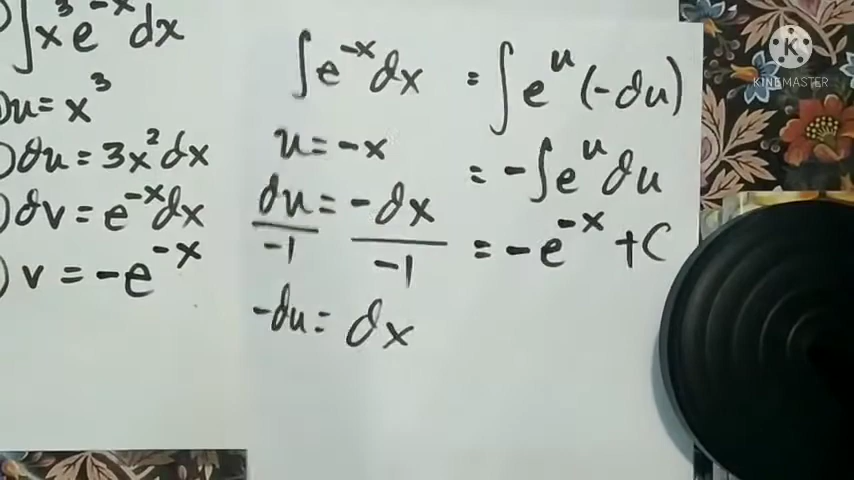 ∫x³e⁻ˣdx
u = x³
du = 3x²dx
dv = e⁻ˣdx
v = -e⁻ˣ
∫e⁻ˣdx = ∫eᵘ(-du)
u = -x
= -∫eᵘdu
du/-1 = -dx/-1
= -e⁻ˣ + C
-du = dx
KINEMASTER